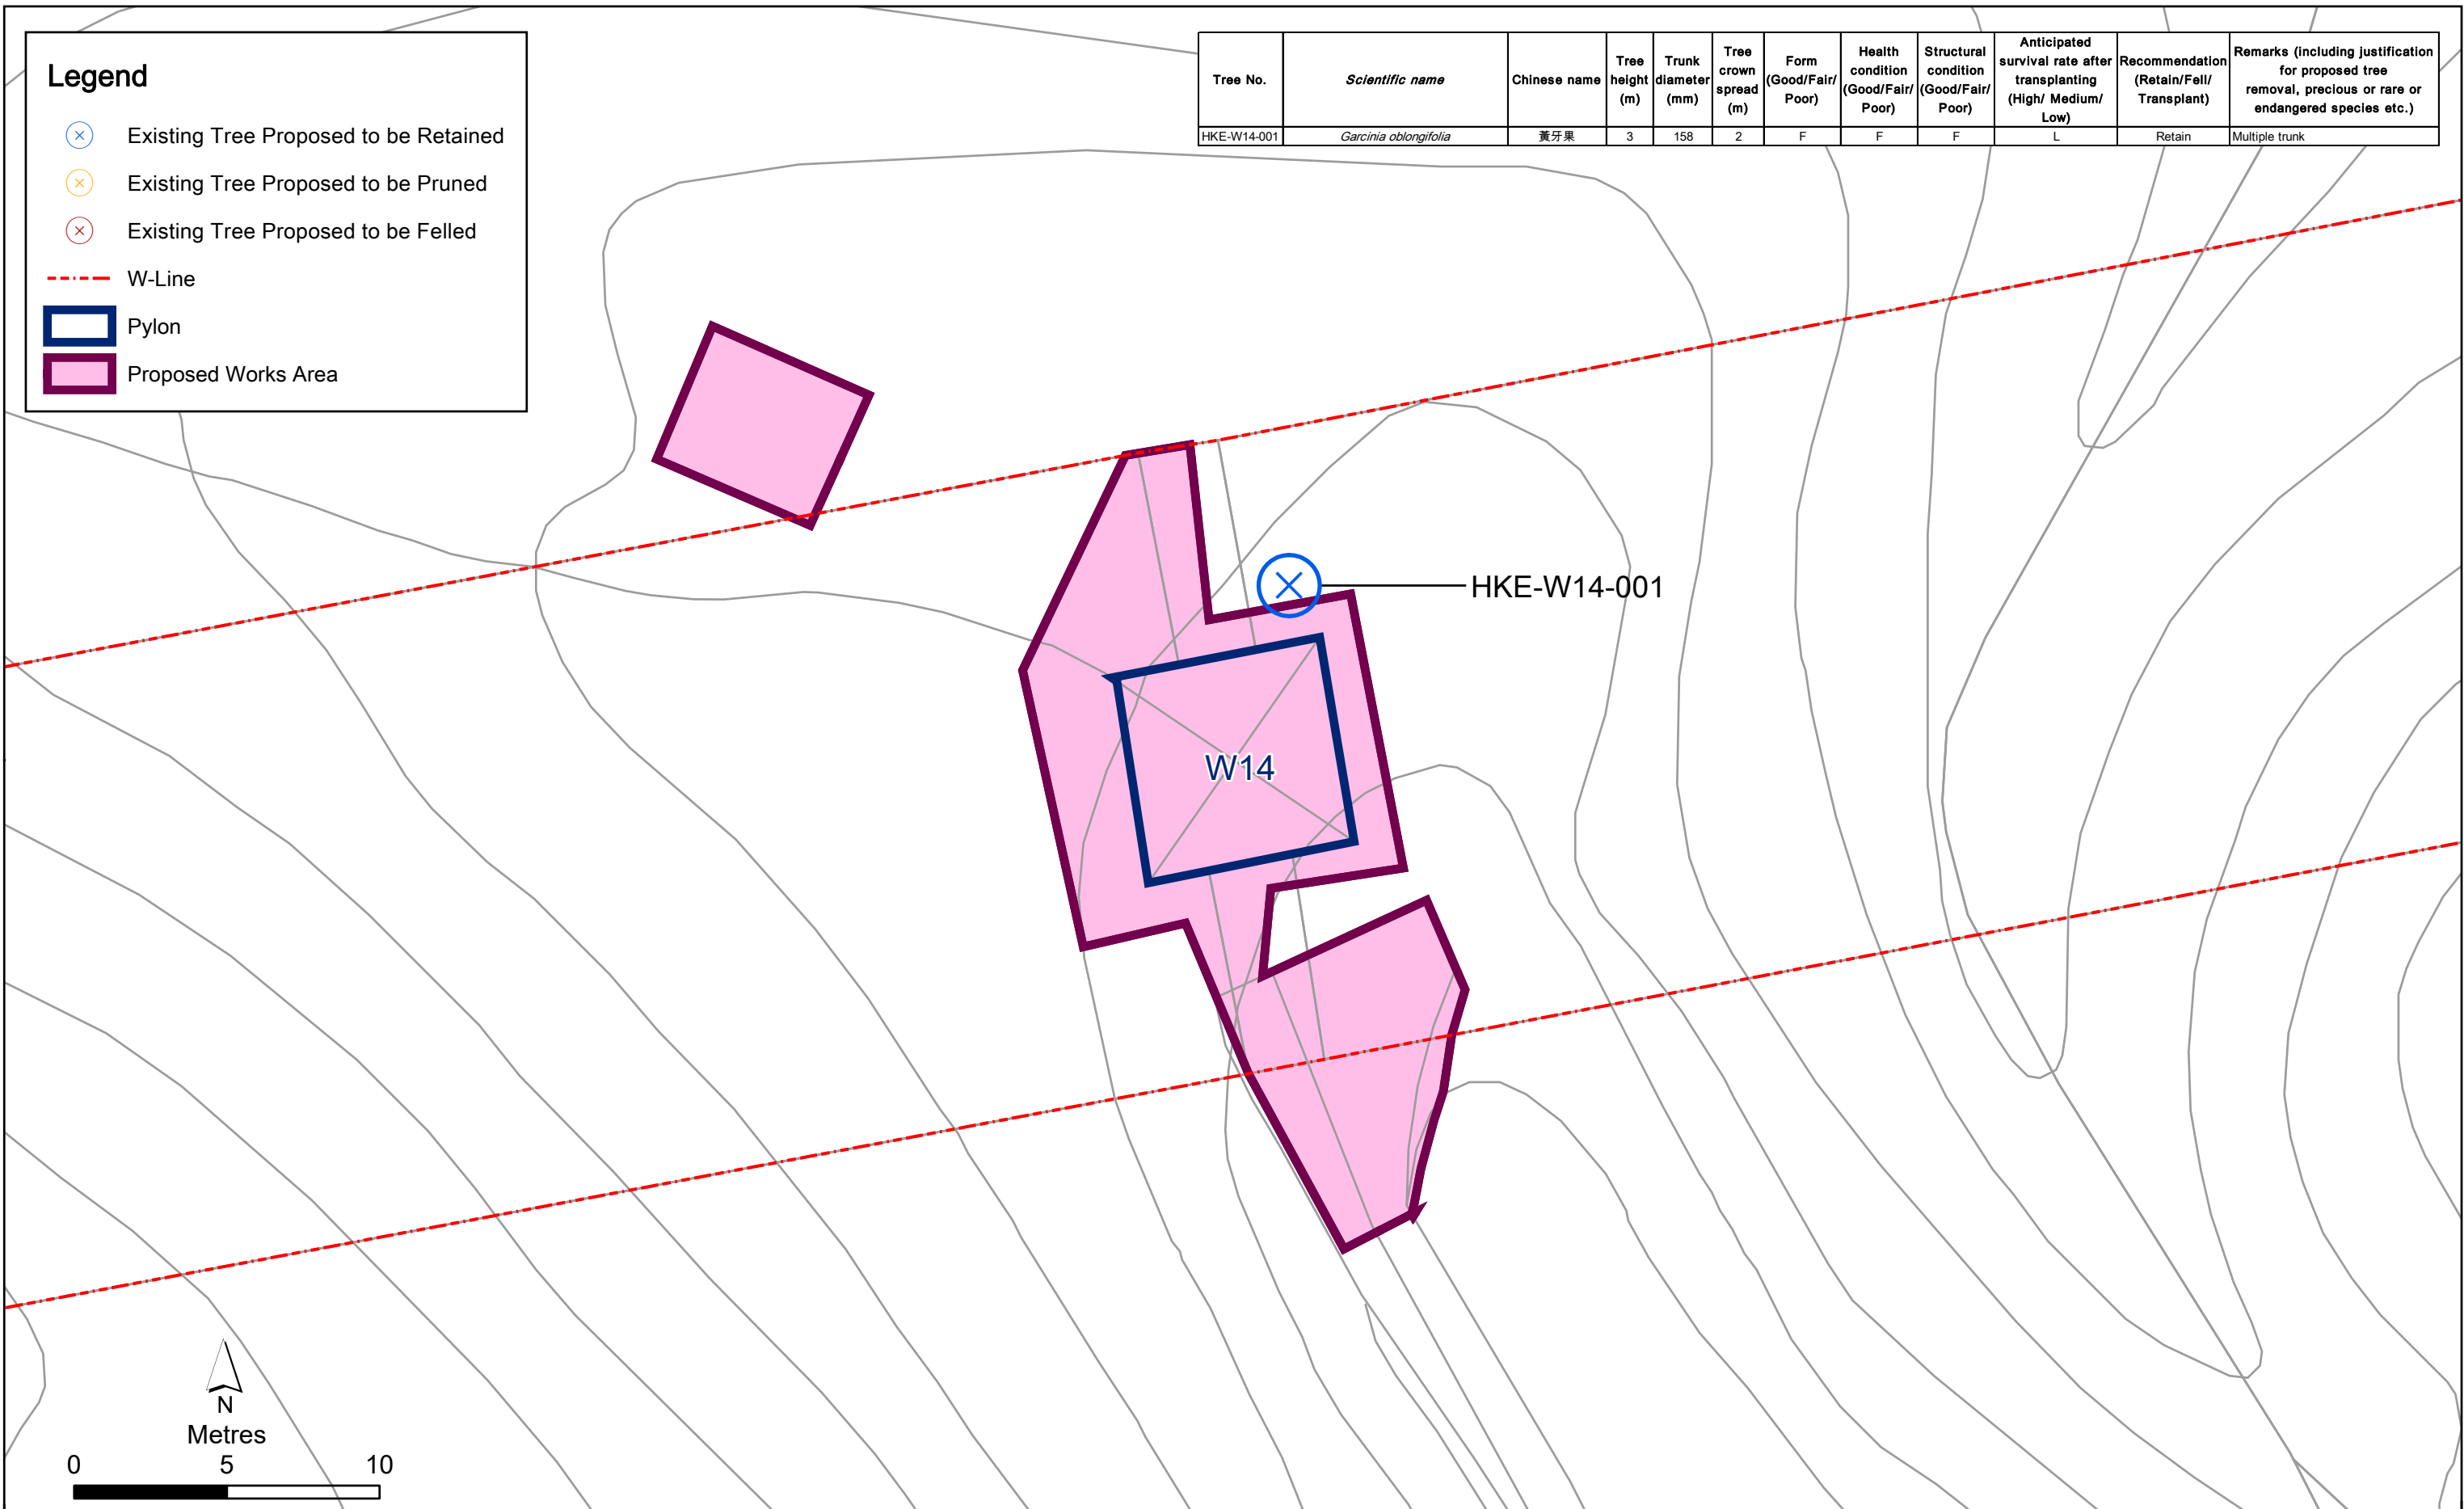 Legend
Existing Tree Proposed to be Retained
Existing Tree Proposed to be Pruned
Existing Tree Proposed to be Felled
W-Line
Pylon
Proposed Works Area
Tree No.
Scientific name
Chinese name
Tree
height
(m)
Trunk
diameter
(mm)
Tree
crown
spread
(m)
Form
(Good/Fair/
Poor)
Health
condition
(Good/Fair/
Poor)
Structural
condition
(Good/Fair/
Poor)
Anticipated
survival rate after
transplanting
(High/ Medium/
Low)
Recommendation
(Retain/Fell/
Transplant)
Remarks (including justification
for proposed tree
removal, precious or rare or
endangered species etc.)
HKE-W14-001 Garcinia oblongifolia 黃牙果 3 158 2 F F F L Retain Multiple trunk
HKE-W14-001
W14
N
Metres
0 5 10